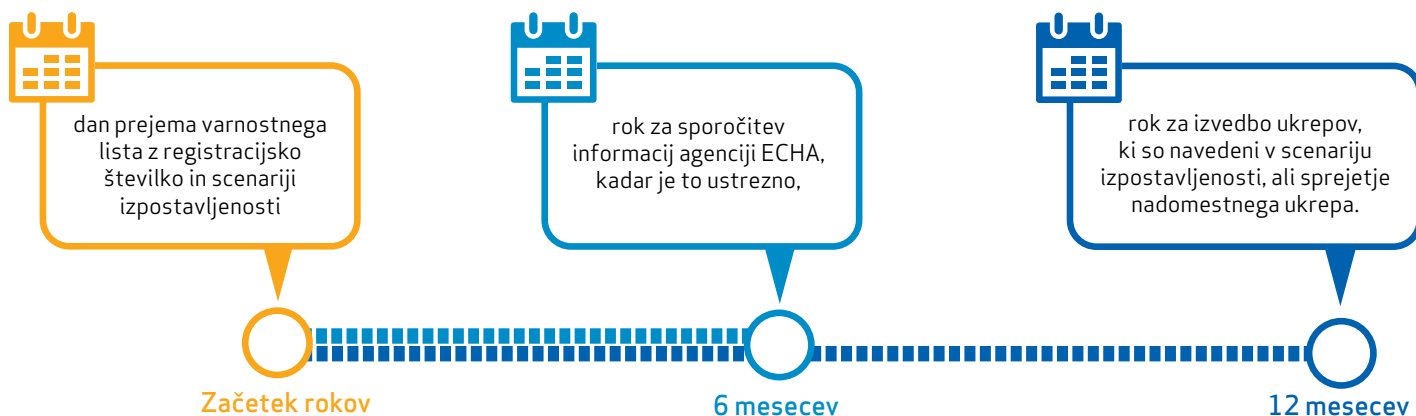 dan prejema varnostnega
lista z registracijsko
številko in scenariji
izpostavljenosti
rok za sporočitev
informacij agenciji ECHA,
kadar je to ustrezno,
rok za izvedbo ukrepov,
ki so navedeni v scenariju
izpostavljenosti, ali sprejetje
nadomestnega ukrepa.
Začetek rokov
6 mesecev
12 mesecev